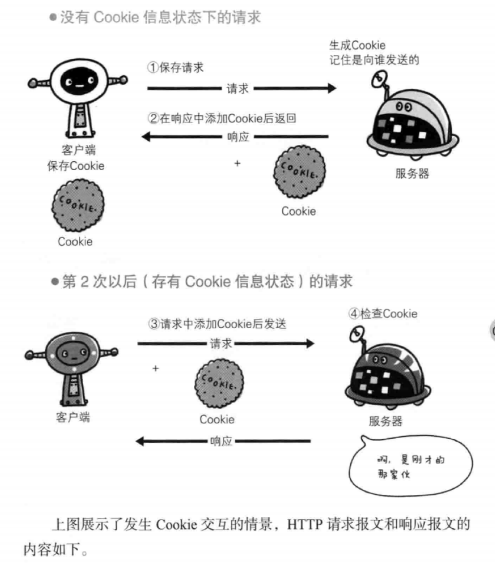 ●没有 Cookie 信息状态下的请求
生成Cookie
记住是向谁发送的
①保存请求
请求
②在响应中添加Cookie后返回
响应
+
客户端
保存Cookie
COOKIE.
Cookie
COOKIE.
Cookie
服务器
●第 2 次以后（存有 Cookie 信息状态）的请求
③请求中添加Cookie后发送
④检查Cookie
请求
+
COOKIE.
客户端
Cookie
服务器
响应
啊，是刚才的
那家伙
上图展示了发生 Cookie 交互的情景，HTTP 请求报文和响应报文的
内容如下。